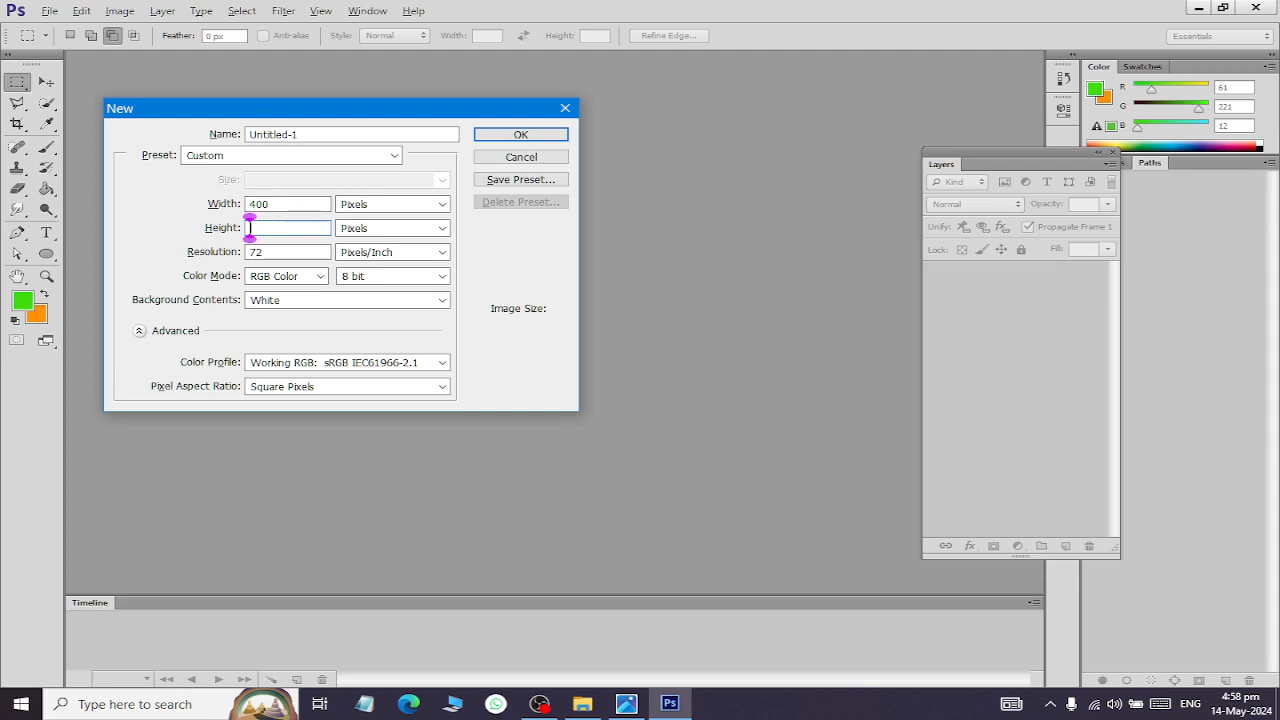 Ps File Edit Image Layer Type Select Filter View Window Help
Feather: 0 px Anti-alias Style: Normal Width: Height: Refine Edge... Essentials
Color Swatches
R 61
G 221
B 12
Paths
Layers
Kind
Normal Opacity:
Unify: Propagate Frame 1
Lock: Fill:
New
Name: Untitled-1 OK
Preset: Custom Cancel
Size: Save Preset...
Width: 400 Pixels Delete Preset...
Height: Pixels
Resolution: 72 Pixels/Inch
Color Mode: RGB Color 8 bit
Background Contents: White
Image Size:
Advanced
Color Profile: Working RGB: sRGB IEC61966-2.1
Pixel Aspect Ratio: Square Pixels
Timeline
Type here to search
Ps
ENG
4:58 pm
14-May-2024